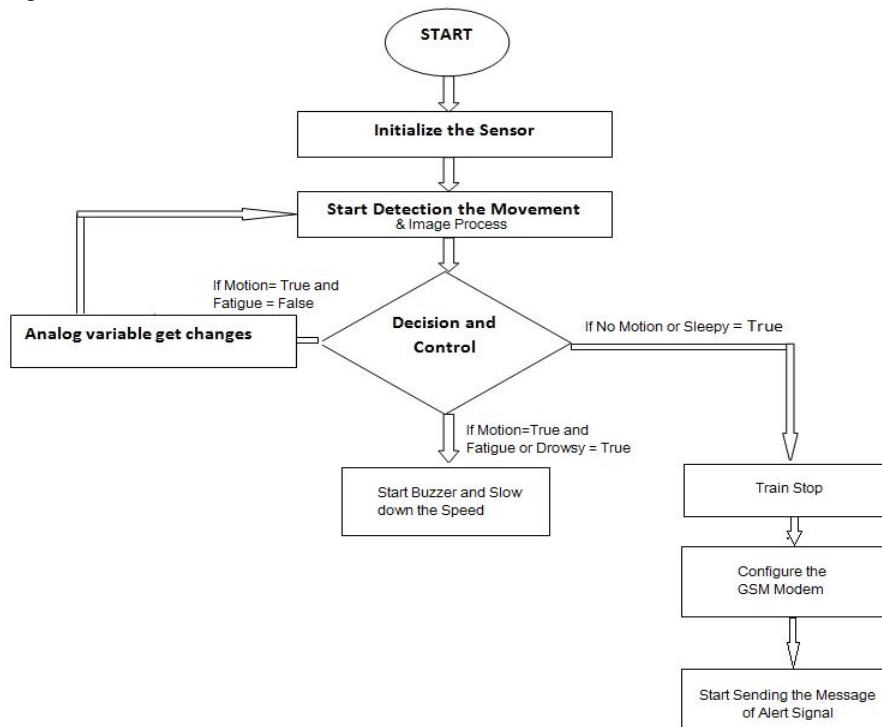 START
Initialize the Sensor
Start Detection the Movement
& Image Process
If Motion= True and
Fatigue = False
Analog variable get changes
Decision and
Control
If No Motion or Sleepy = True
If Motion=True and
Fatigue or Drowsy = True
Start Buzzer and Slow
down the Speed
Train Stop
Configure the
GSM Modem
Start Sending the Message
of Alert Signal